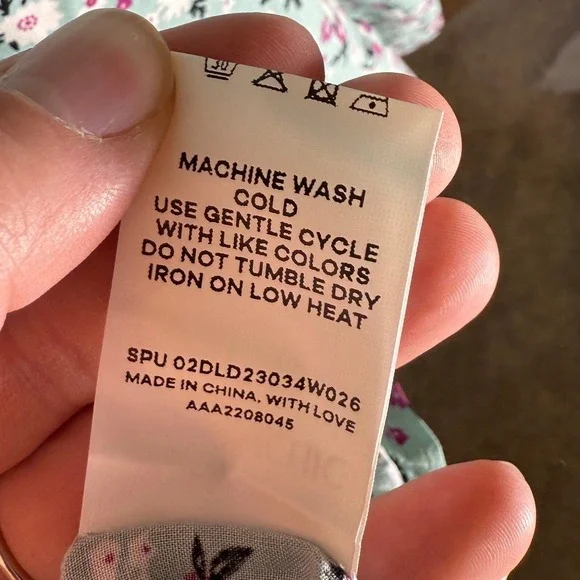 30
MACHINE WASH
COLD
USE GENTLE CYCLE
WITH LIKE COLORS
DO NOT TUMBLE DRY
IRON ON LOW HEAT
SPU 02DLD23034W026
MADE IN CHINA, WITH LOVE
AAA2208045